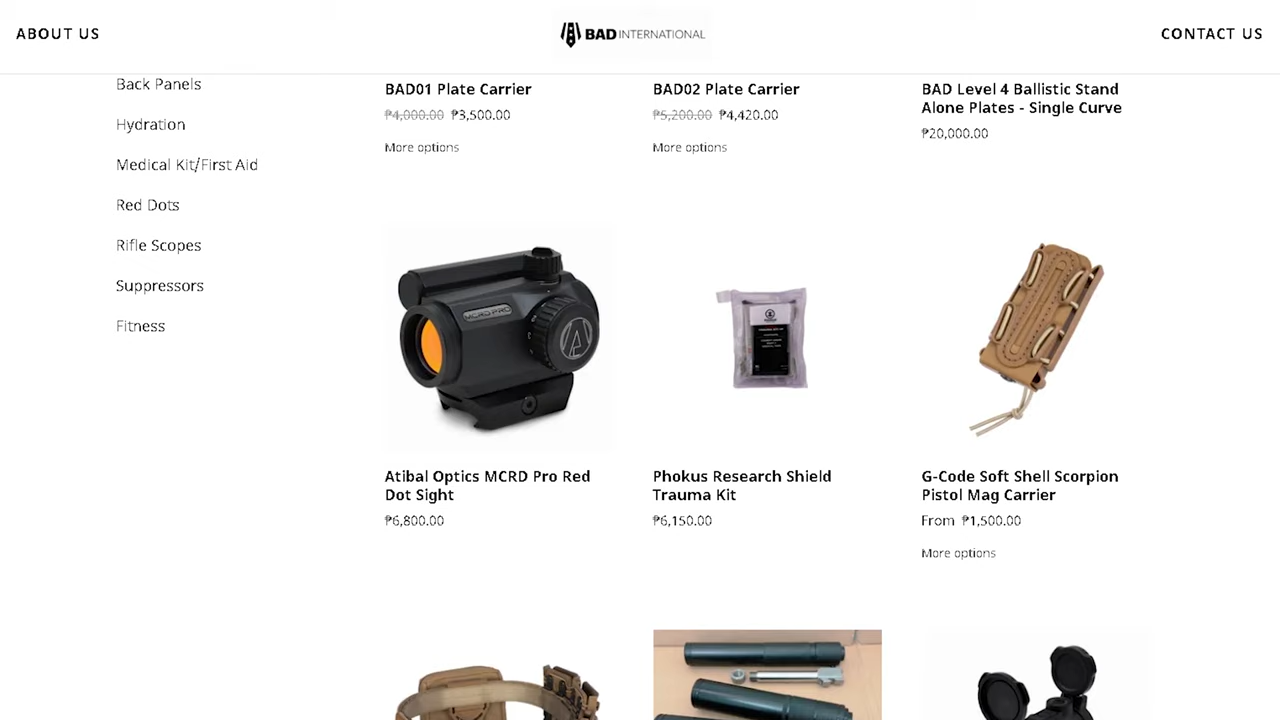 ABOUT US
BAD INTERNATIONAL
CONTACT US
Back Panels
Hydration
Medical Kit/First Aid
Red Dots
Rifle Scopes
Suppressors
Fitness
BAD01 Plate Carrier
₱4,000.00 ₱3,500.00
More options
BAD02 Plate Carrier
₱5,200.00 ₱4,420.00
More options
BAD Level 4 Ballistic Stand
Alone Plates - Single Curve
₱20,000.00
MCRD PRO
Atibal Optics MCRD Pro Red
Dot Sight
₱6,800.00
Phokus Research Shield
Trauma Kit
₱6,150.00
G-Code Soft Shell Scorpion
Pistol Mag Carrier
From ₱1,500.00
More options